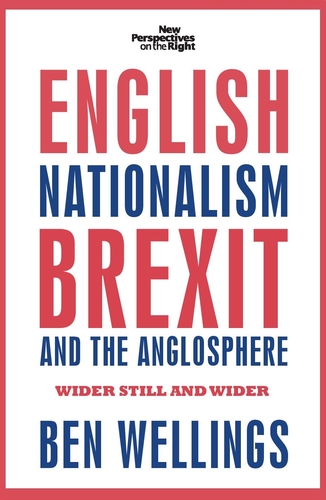 New
Perspectives
on the Right
ENGLISH
NATIONALISM
BREXIT
AND THE ANGLOSPHERE
WIDER STILL AND WIDER
BEN WELLINGS